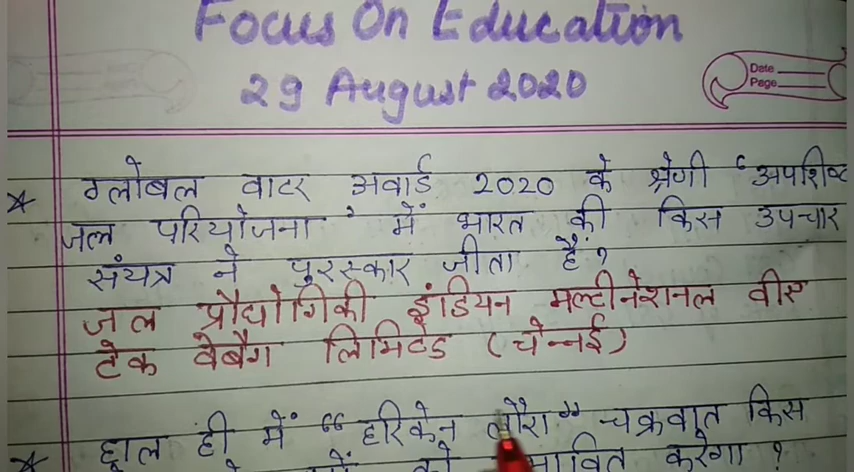 Focus On Education
29 August 2020
Date
Page
* ग्लोबल वाटर अवार्ड 2020 के श्रेणी ‘अपशिष्ट
जल परियोजना’ में भारत की किस उपचार
संयत्र ने पुरस्कार जीता हैं?
जल प्रौद्योगिकी इंडियन मल्टीनेशनल वीए
टेक वेबैग लिमिटेड (चेन्नई)
* हाल ही में “हरिकेन लौरा” चक्रवात किस
करेगा ?